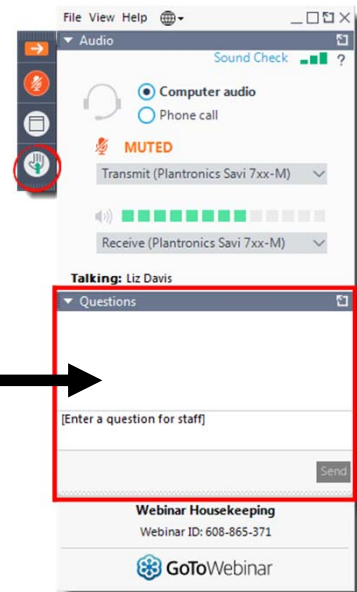 File View Help
Audio
Sound Check
?
Computer audio
Phone call
MUTED
Transmit (Plantronics Savi 7xx-M)
Receive (Plantronics Savi 7xx-M)
Talking: Liz Davis
Questions
[Enter a question for staff]
Send
Webinar Housekeeping
Webinar ID: 608-865-371
GoToWebinar